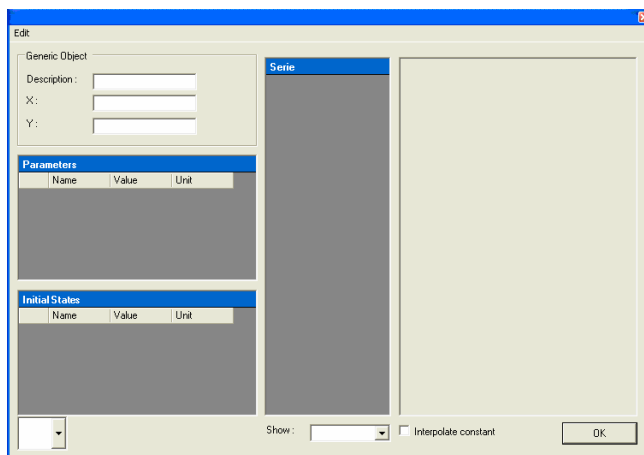 Edit
Generic Object
Description :
X :
Y :
Parameters
Name Value Unit
Initial States
Name Value Unit
Serie
Show :
Interpolate constant
OK